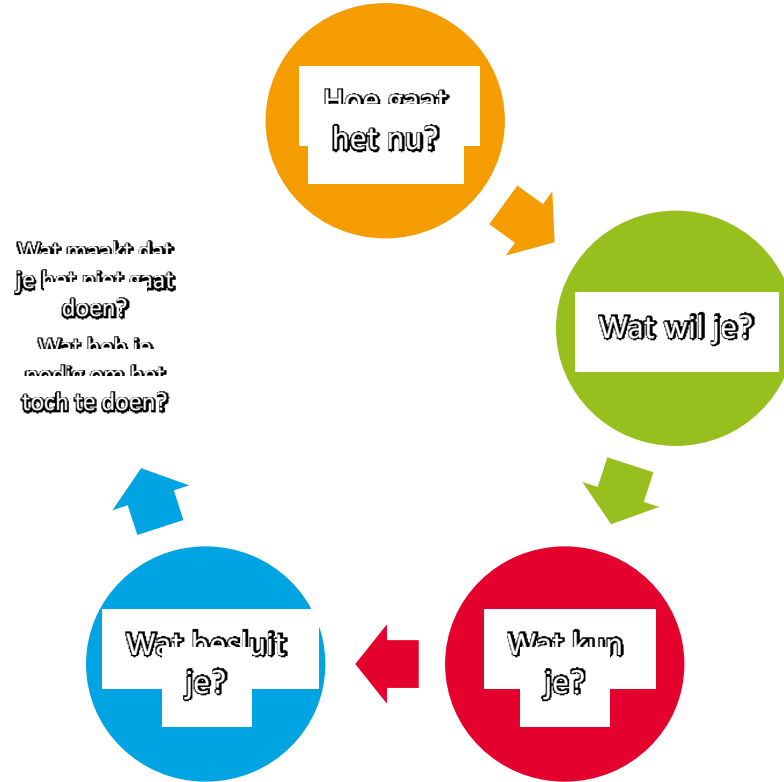 Hoe gaat
het nu?
Wat wil je?
Wat kun
je?
Wat besluit
je?
Wat maakt dat
je het niet gaat
doen?
Wat heb je
nodig om het
toch te doen?